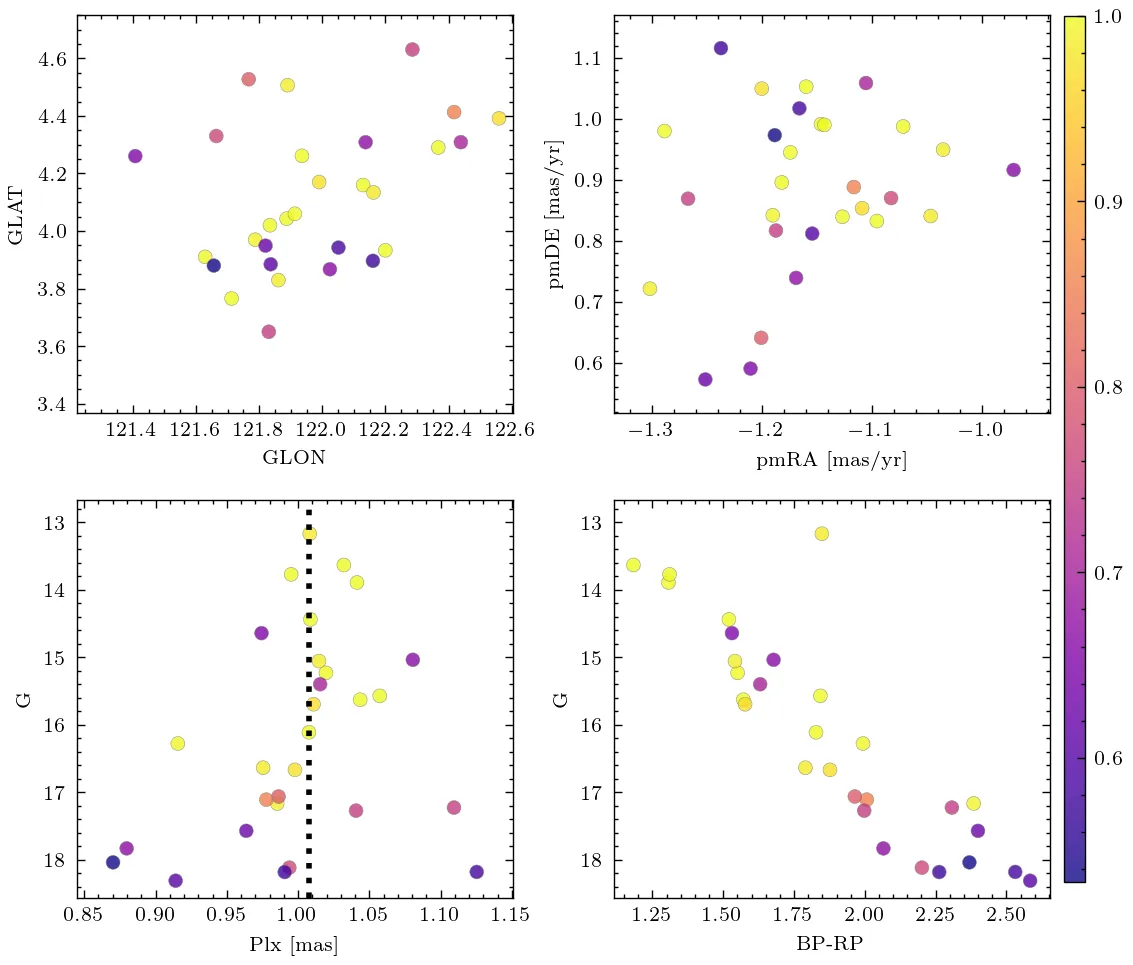 4.6
4.4
4.2
4.0
3.8
3.6
3.4
GLAT
121.4 121.6 121.8 122.0 122.2 122.4 122.6
GLON
1.1
1.0
0.9
0.8
0.7
0.6
pmDE [mas/yr]
−1.3 −1.2 −1.1 −1.0
pmRA [mas/yr]
1.0
0.9
0.8
0.7
0.6
13
14
15
16
17
18
G
0.85 0.90 0.95 1.00 1.05 1.10 1.15
Plx [mas]
13
14
15
16
17
18
G
1.25 1.50 1.75 2.00 2.25 2.50
BP-RP